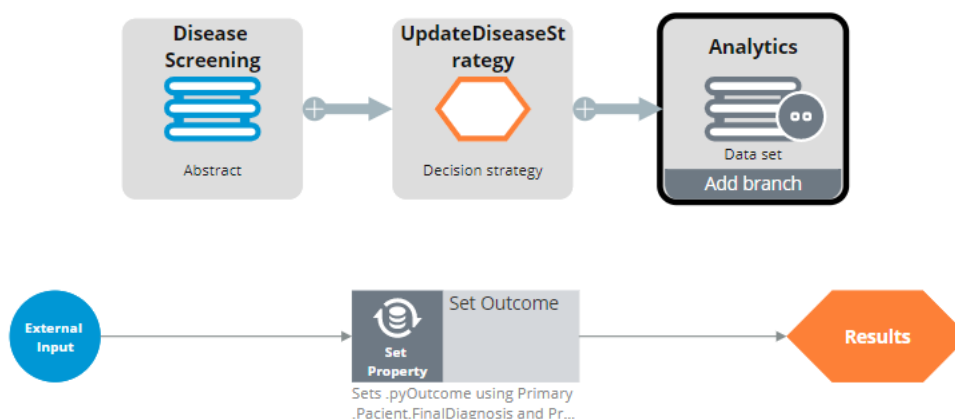 Disease
Screening
Abstract
UpdateDiseaseSt
rategy
Decision strategy
Analytics
Data set
Add branch
External
Input
Set
Property
Set Outcome
Sets .pyOutcome using Primary
.Pacient.FinalDiagnosis and Pr...
Results